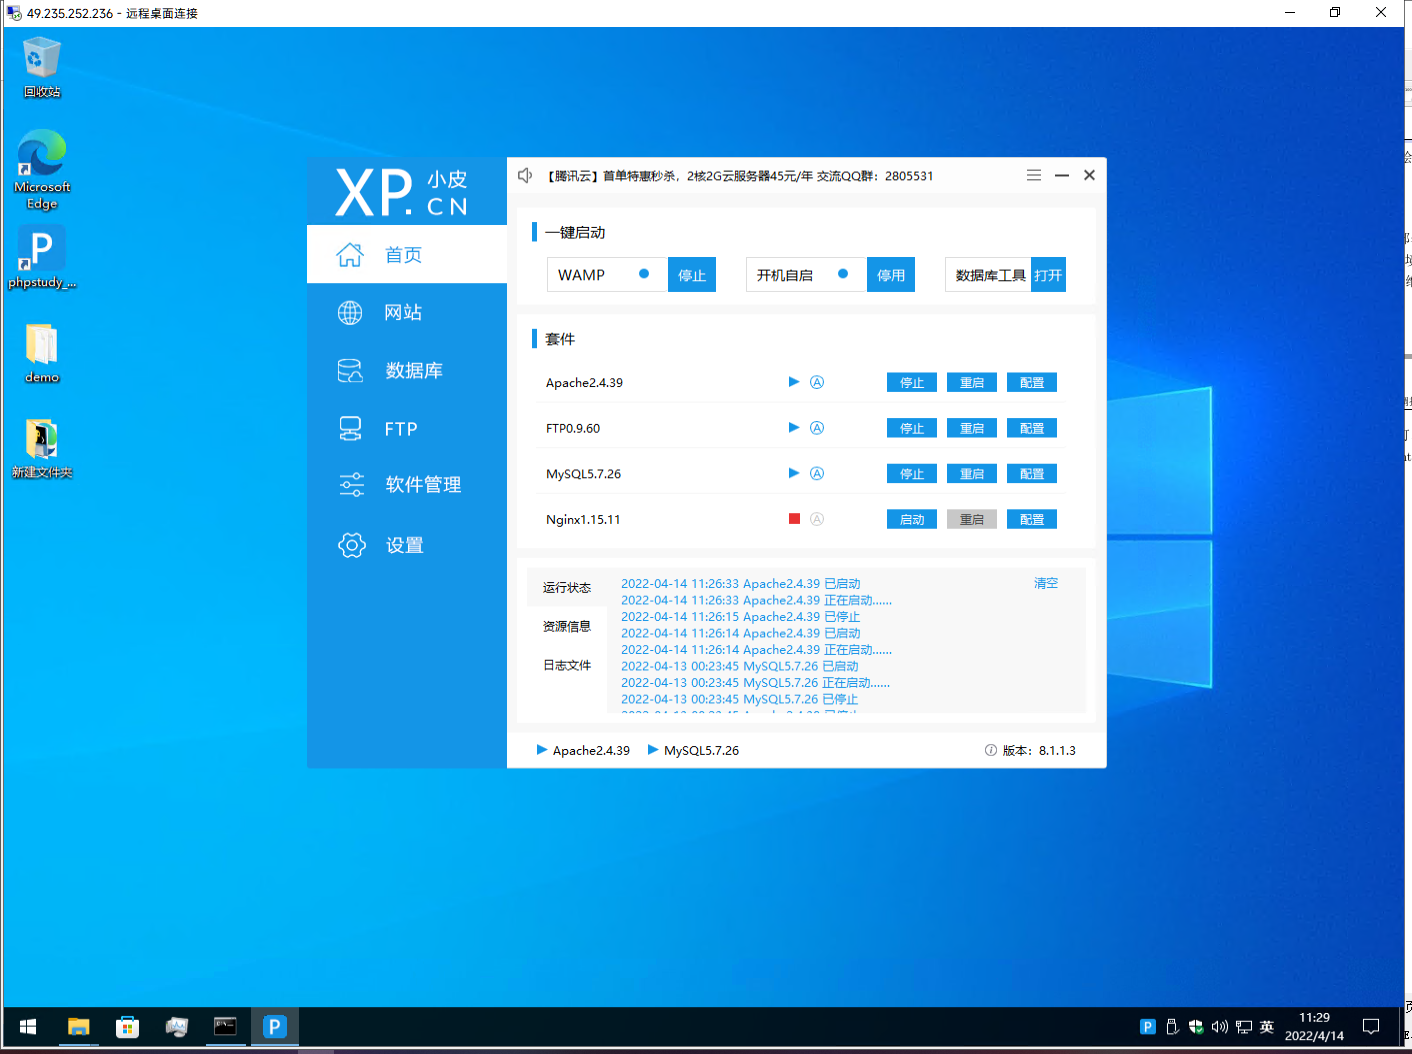 49.235.252.236 - 远程桌面连接
回收站
Microsoft
Edge
phpstudy_...
demo
新建文件夹
XP.
小皮
CN
首页
网站
数据库
FTP
软件管理
设置
【腾讯云】首单特惠秒杀，2核2G云服务器45元/年 交流QQ群：2805531
一键启动
WAMP 停止
开机自启 停用
数据库工具 打开
套件
Apache2.4.39 停止 重启 配置
FTP0.9.60 停止 重启 配置
MySQL5.7.26 停止 重启 配置
Nginx1.15.11 启动 重启 配置
运行状态
资源信息
日志文件
清空
2022-04-14 11:26:33 Apache2.4.39 已启动
2022-04-14 11:26:33 Apache2.4.39 正在启动......
2022-04-14 11:26:15 Apache2.4.39 已停止
2022-04-14 11:26:14 Apache2.4.39 已启动
2022-04-14 11:26:14 Apache2.4.39 正在启动......
2022-04-13 00:23:45 MySQL5.7.26 已启动
2022-04-13 00:23:45 MySQL5.7.26 正在启动......
2022-04-13 00:23:45 MySQL5.7.26 已停止
Apache2.4.39 MySQL5.7.26
版本：8.1.1.3
英
11:29
2022/4/14